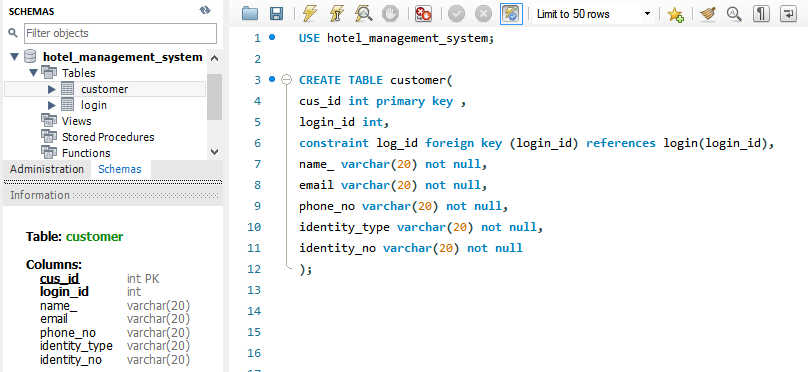 SCHEMAS
Filter objects
hotel_management_system
Tables
customer
login
Views
Stored Procedures
Functions
Administration Schemas
Information
Table: customer
Columns:
cus_id int PK
login_id int
name_ varchar(20)
email varchar(20)
phone_no varchar(20)
identity_type varchar(20)
identity_no varchar(20)
Limit to 50 rows
1 USE hotel_management_system;
2
3 CREATE TABLE customer(
4 cus_id int primary key ,
5 login_id int,
6 constraint log_id foreign key (login_id) references login(login_id),
7 name_ varchar(20) not null,
8 email varchar(20) not null,
9 phone_no varchar(20) not null,
10 identity_type varchar(20) not null,
11 identity_no varchar(20) not null
12 );
13
14
15
16